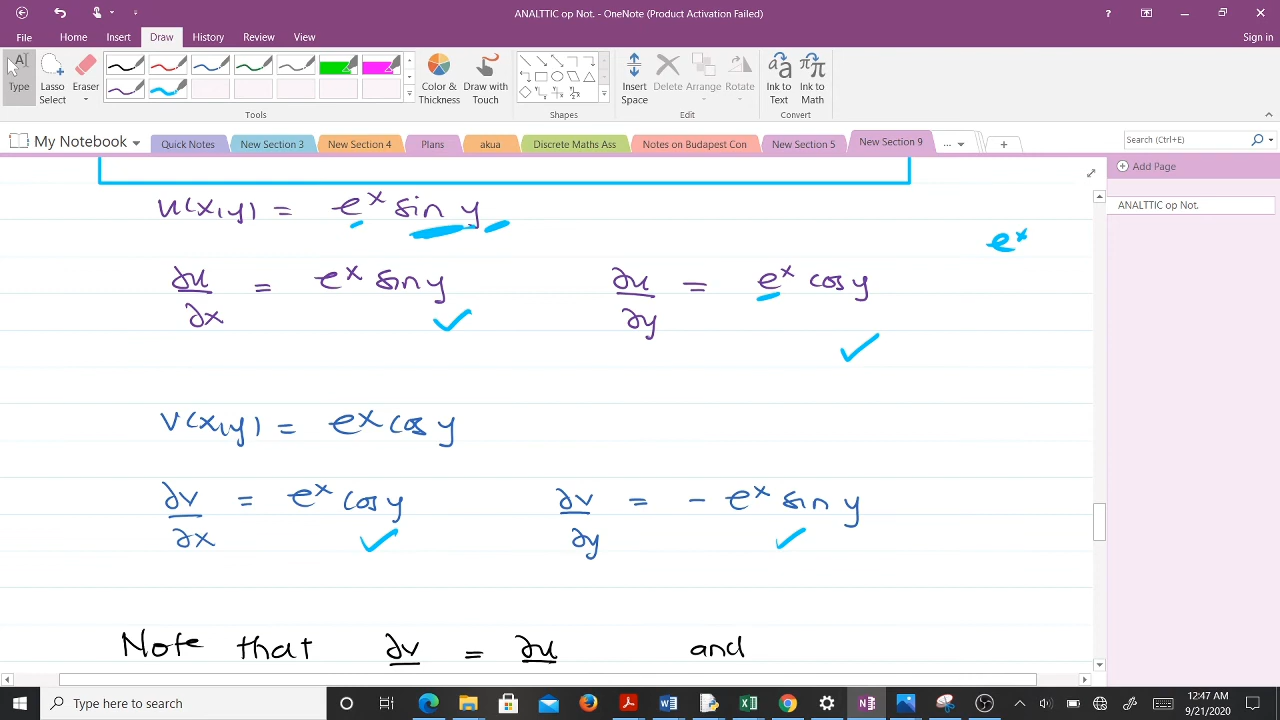 ANALTTIC op Not. - OneNote (Product Activation Failed)
?
Sign in
File Home Insert Draw History Review View
Type Lasso Select Eraser Color & Thickness Draw with Touch Insert Space Delete Arrange Rotate Ink to Text Ink to Math
Tools Shapes Edit Convert
My Notebook Quick Notes New Section 3 New Section 4 Plans akua Discrete Maths Ass Notes on Budapest Con New Section 5 New Section 9 ... + Search (Ctrl+E)
Add Page
ANALTTIC op Not.
u(x,y) = e^x sin y
e^x
∂u/∂x = e^x sin y ∂u/∂y = e^x cos y
v(x,y) = e^x cos y
∂v/∂x = e^x cos y ∂v/∂y = - e^x sin y
Note that ∂v = ∂u and
Type here to search
12:47 AM
9/21/2020